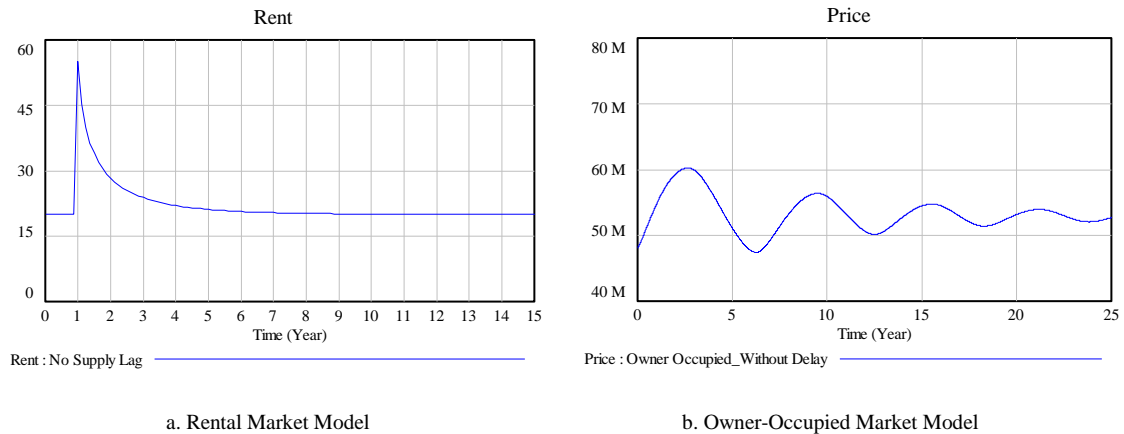 Rent
60
45
30
15
0
0 1 2 3 4 5 6 7 8 9 10 11 12 13 14 15
Time (Year)
Rent : No Supply Lag
a. Rental Market Model
Price
80 M
70 M
60 M
50 M
40 M
0 5 10 15 20 25
Time (Year)
Price : Owner Occupied_Without Delay
b. Owner-Occupied Market Model